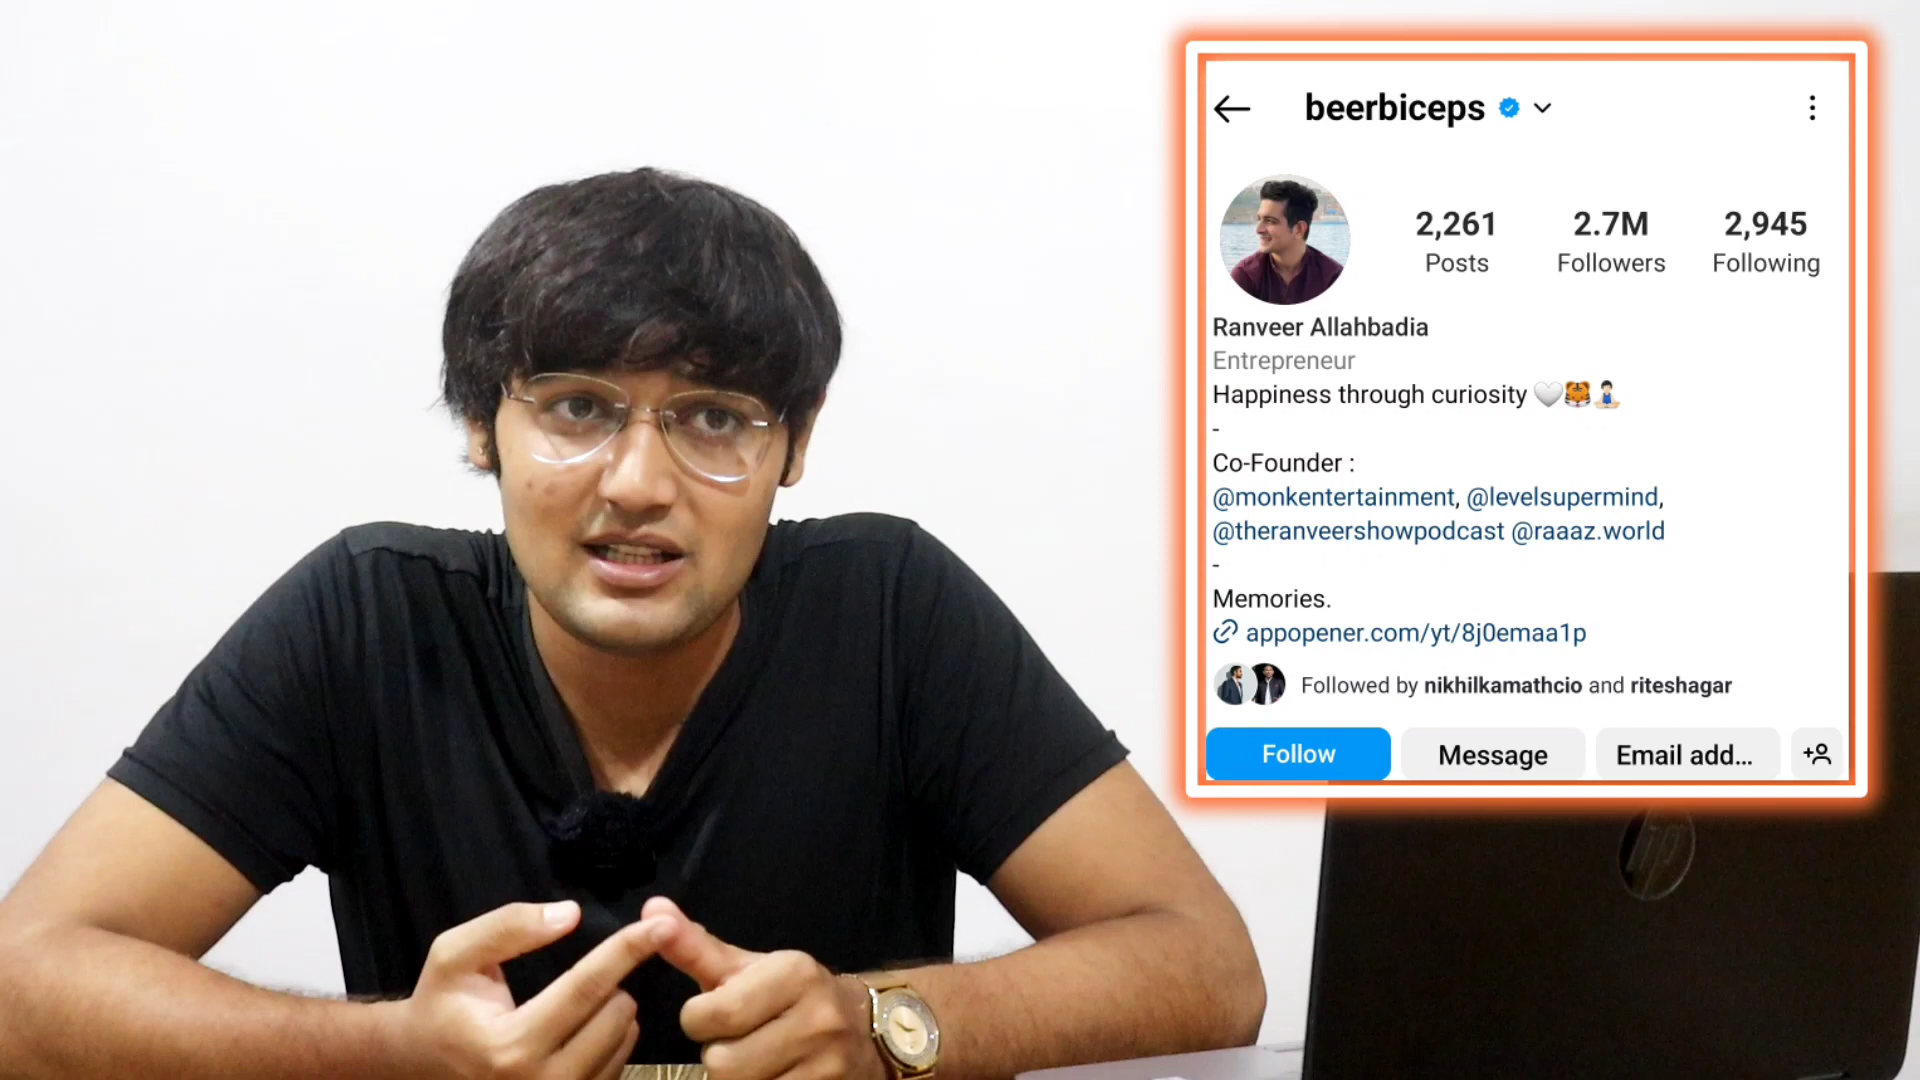 beerbiceps
2,261 2.7M 2,945
Posts Followers Following
Ranveer Allahbadia
Entrepreneur
Happiness through curiosity 🤍🐯🧘🏻‍♂️
-
Co-Founder :
@monkentertainment, @levelsupermind,
@theranveershowpodcast @raaaz.world
-
Memories.
appopener.com/yt/8j0emaa1p
Followed by nikhilkamathcio and riteshagar
Follow Message Email add...
hp